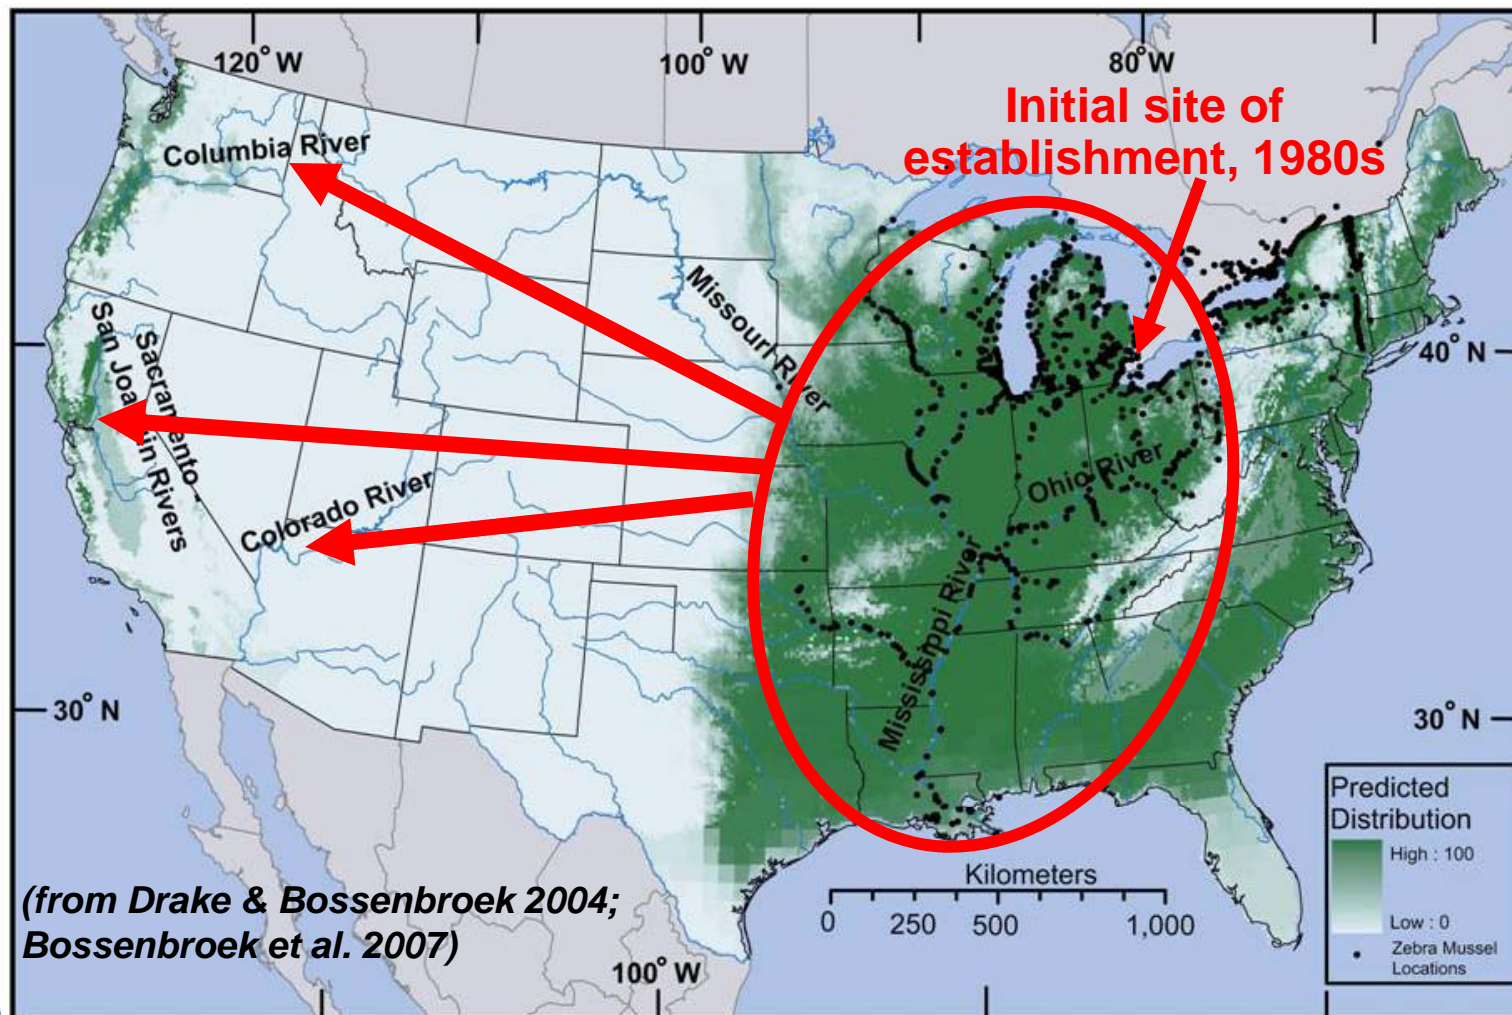 120° W
100° W
80° W
Initial site of
establishment, 1980s
Columbia River
Missouri River
40° N
San Joa in Rivers
Sacramento -
Colorado River
Ohio River
Mississippi River
30° N
30° N
Predicted
Distribution
High : 100
Low : 0
Zebra Mussel
Locations
Kilometers
0 250 500 1,000
(from Drake & Bossenbroek 2004;
Bossenbroek et al. 2007)
100° W